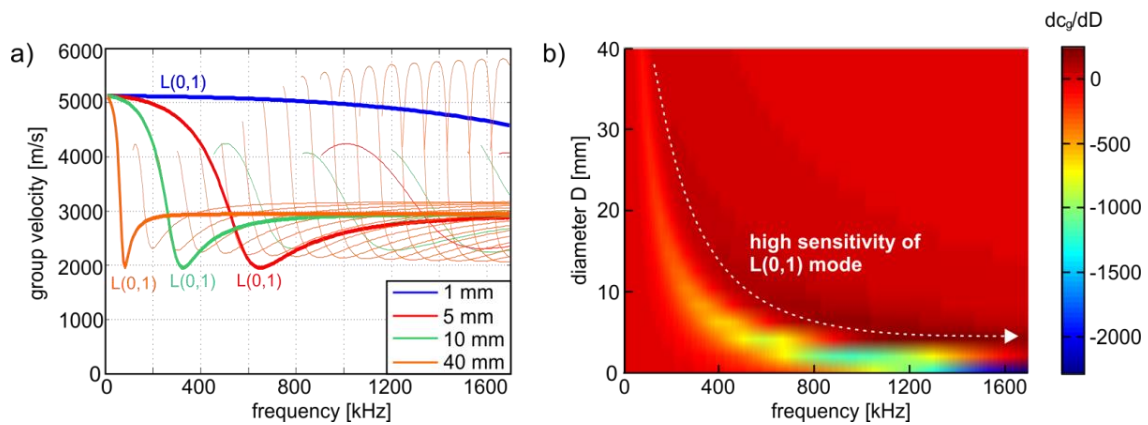 a)
group velocity [m/s]
6000
5000
4000
3000
2000
1000
0
L(0,1)
L(0,1)
L(0,1)
L(0,1)
1 mm
5 mm
10 mm
40 mm
0
400
800
1200
1600
frequency [kHz]
b)
diameter D [mm]
40
30
20
10
0
high sensitivity of
L(0,1) mode
0
400
800
1200
1600
frequency [kHz]
dcg/dD
0
-500
-1000
-1500
-2000